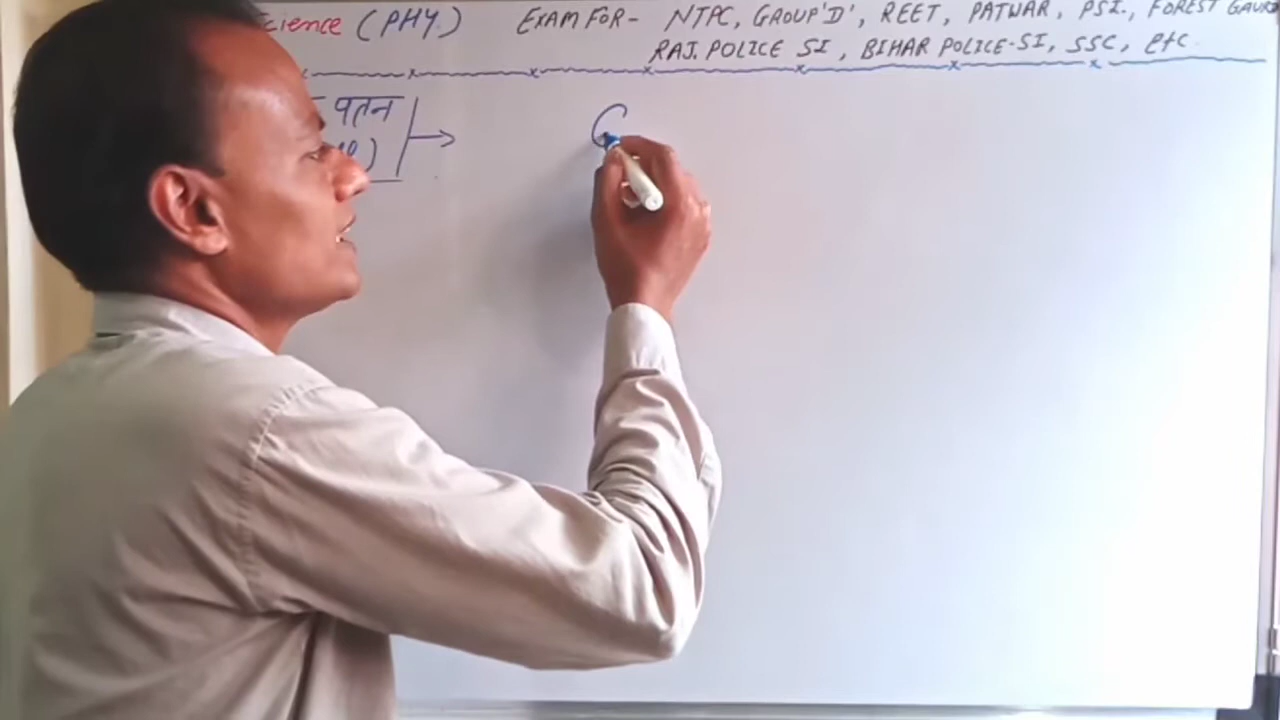 Science (PHY.) EXAM FOR- NTPC, GROUP'D', REET, PATWAR, PSI., FOREST GAURD
RAJ. POLICE SI, BIHAR POLICE-SI, SSC, etc
पतन